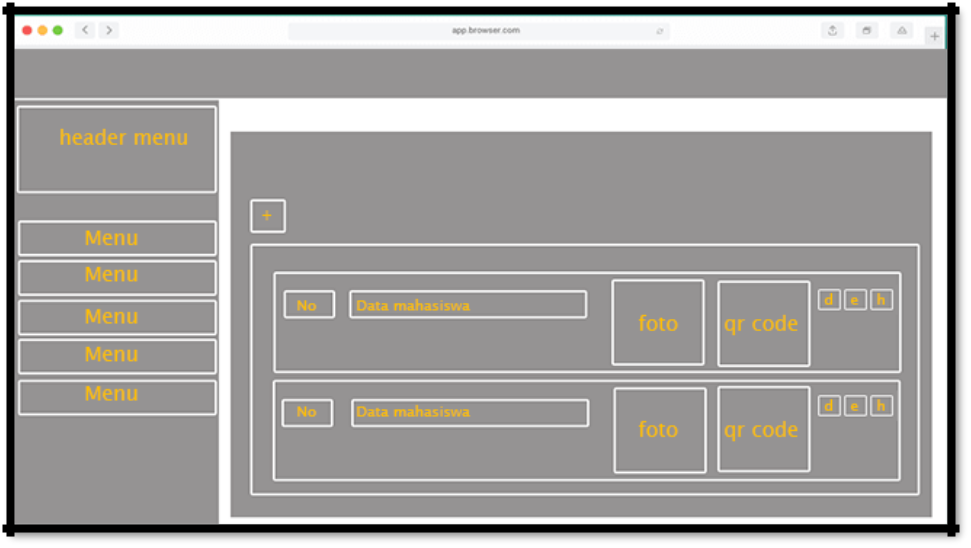 app.browser.com
header menu
Menu
Menu
Menu
Menu
Menu
+
No
Data mahasiswa
foto
qr code
d e h
No
Data mahasiswa
foto
qr code
d e h